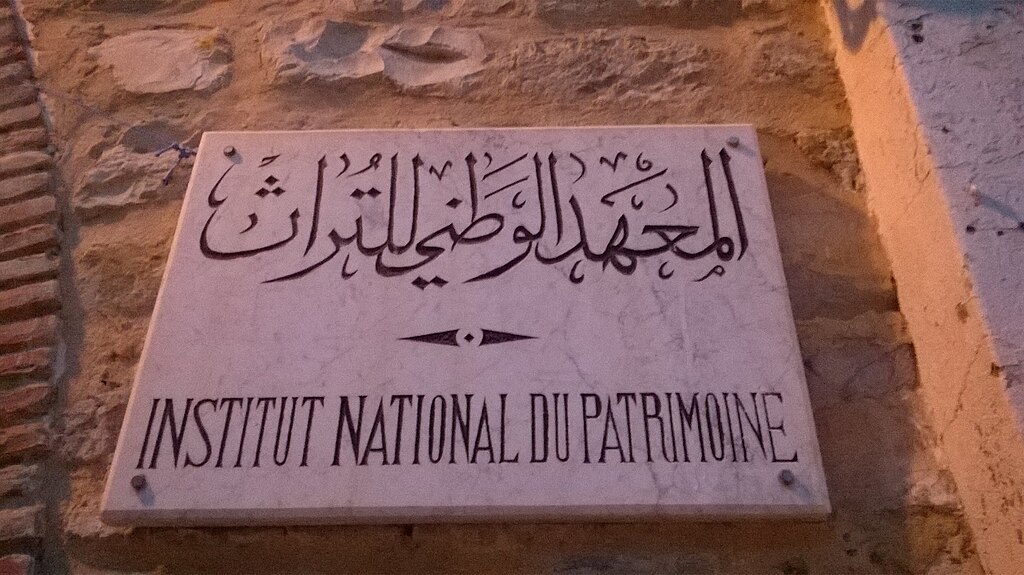 المعهد الوطني للتراث
INSTITUT NATIONAL DU PATRIMOINE